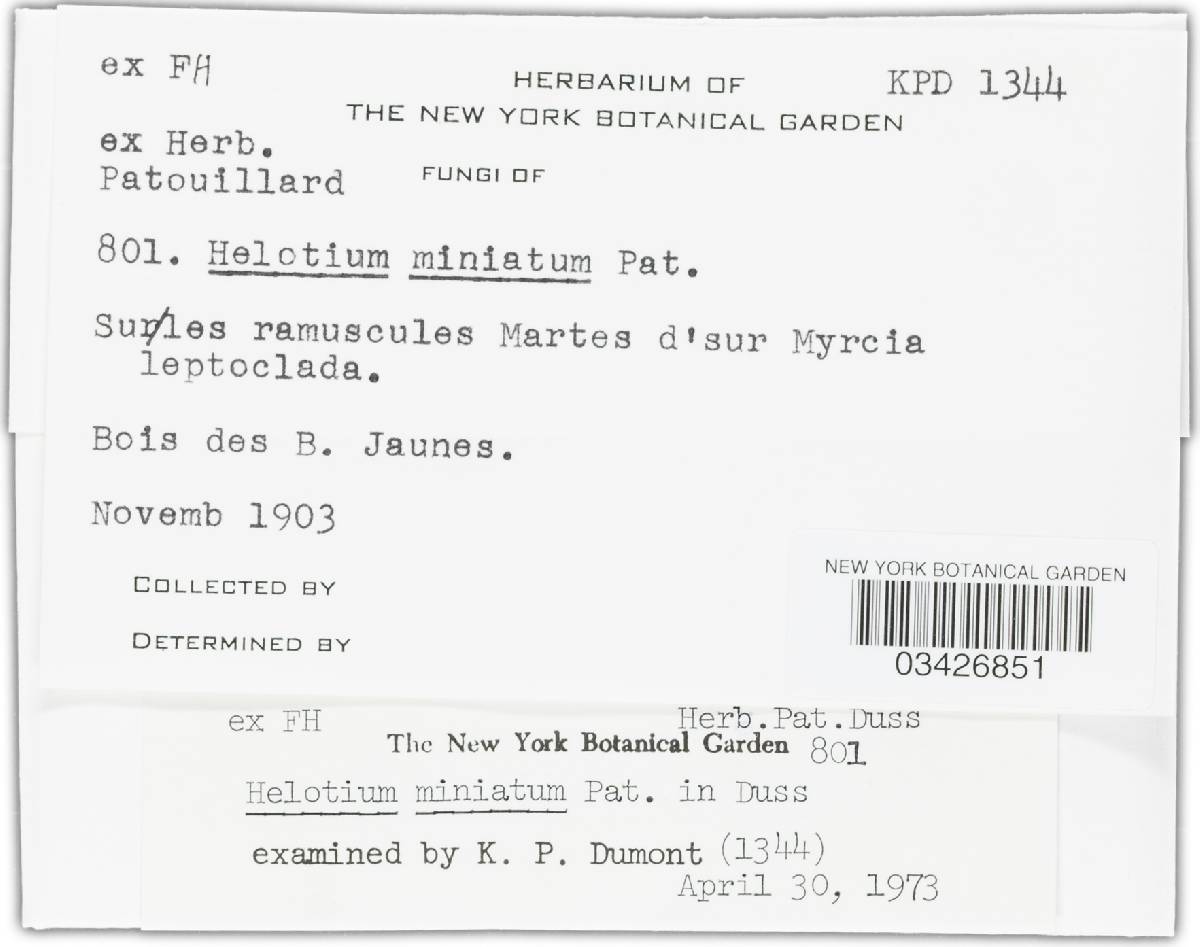 ex FH
HERBARIUM OF
KPD 1344
THE NEW YORK BOTANICAL GARDEN
ex Herb.
Patouillard
FUNGI OF
801. Helotium miniatum Pat.
Sur/les ramuscules Martes d'sur Myrcia
leptoclada.
Bois des B. Jaunes.
Novemb 1903
COLLECTED BY
DETERMINED BY
NEW YORK BOTANICAL GARDEN
03426851
ex FH
Herb.Pat.Duss
The New York Botanical Garden 801
Helotium miniatum Pat. in Duss
examined by K. P. Dumont (1344)
April 30, 1973